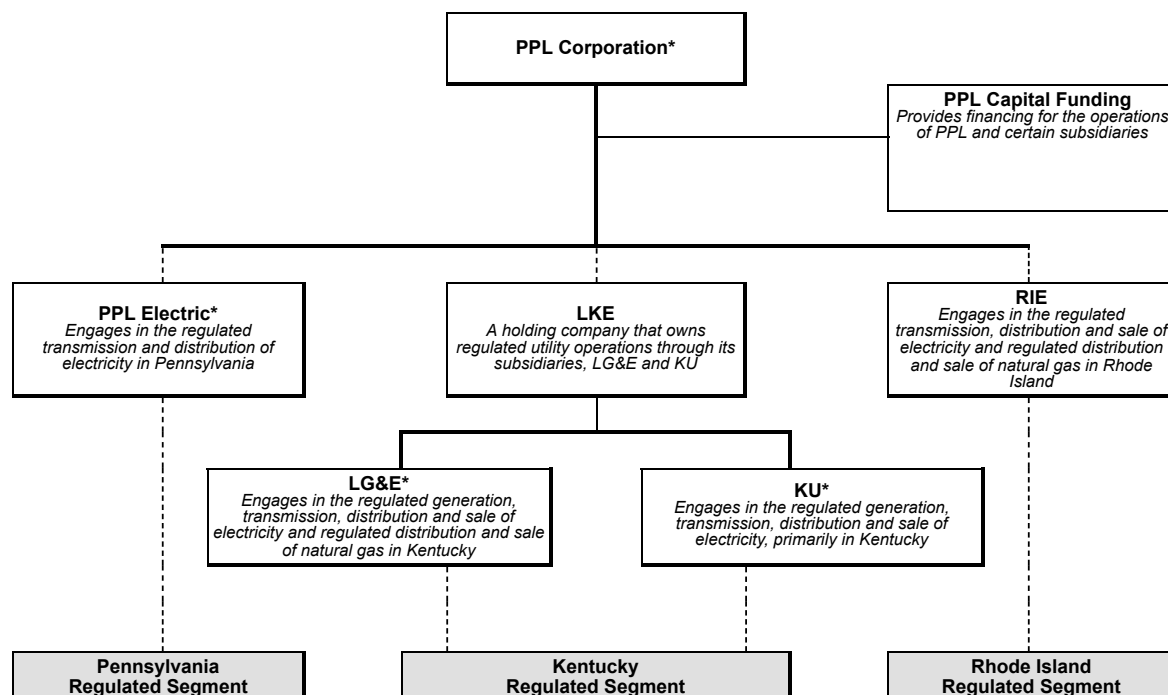 PPL Corporation*
PPL Capital Funding
Provides financing for the operations
of PPL and certain subsidiaries
PPL Electric*
Engages in the regulated
transmission and distribution of
electricity in Pennsylvania
LKE
A holding company that owns
regulated utility operations through its
subsidiaries, LG&E and KU
RIE
Engages in the regulated
transmission, distribution and sale of
electricity and regulated distribution
and sale of natural gas in Rhode
Island
LG&E*
Engages in the regulated generation,
transmission, distribution and sale of
electricity and regulated distribution and sale
of natural gas in Kentucky
KU*
Engages in the regulated generation,
transmission, distribution and sale of
electricity, primarily in Kentucky
Pennsylvania
Regulated Segment
Kentucky
Regulated Segment
Rhode Island
Regulated Segment